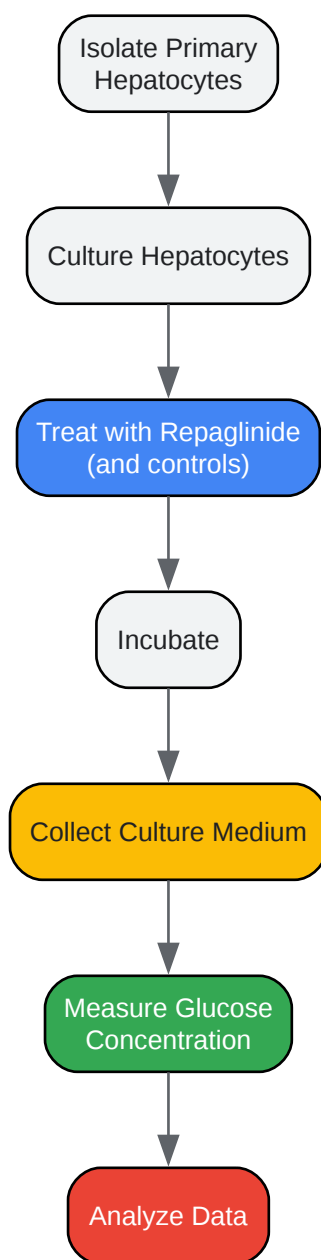 Isolate Primary
Hepatocytes
Culture Hepatocytes
Treat with Repaglinide
(and controls)
Incubate
Collect Culture Medium
Measure Glucose
Concentration
Analyze Data